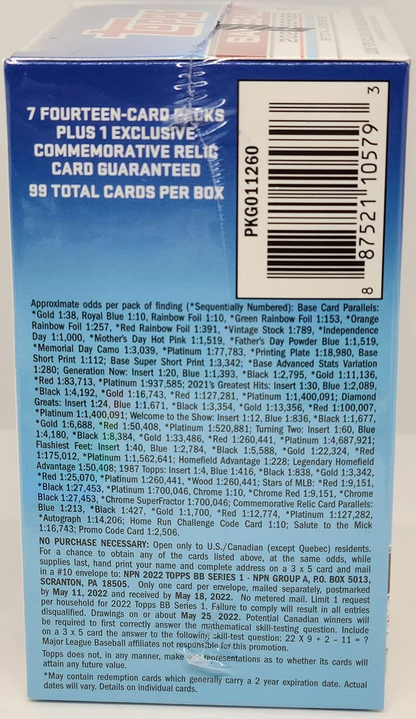 TOPPS
7 FOURTEEN-CARD PACKS
PLUS 1 EXCLUSIVE
COMMEMORATIVE RELIC
CARD GUARANTEED
99 TOTAL CARDS PER BOX
PKG011260
8 87521 10579 3
Approximate odds per pack of finding (*Sequentially Numbered): Base Card Parallels:
*Gold 1:38, Royal Blue 1:10, Rainbow Foil 1:10, *Green Rainbow Foil 1:153, *Orange
Rainbow Foil 1:257, *Red Rainbow Foil 1:391, *Vintage Stock 1:789, *Independence
Day 1:1,000, *Mother's Day Hot Pink 1:1,519, *Father's Day Powder Blue 1:1,519,
*Memorial Day Camo 1:3,039, *Platinum 1:77,783, *Printing Plate 1:18,980, Base
Short Print 1:112; Base Super Short Print 1:3,342; *Base Advanced Stats Variation
1:280; Generation Now: Insert 1:20, Blue 1:1,393, *Black 1:2,795, *Gold 1:11,136,
*Red 1:83,713, *Platinum 1:937,585; 2021's Greatest Hits: Insert 1:30, Blue 1:2,089,
*Black 1:4,192, *Gold 1:16,743, *Red 1:127,281, *Platinum 1:1,400,091; Diamond
Greats: Insert 1:24, Blue 1:1,671, *Black 1:3,354, *Gold 1:13,356, *Red 1:100,007,
*Platinum 1:1,400,091; Welcome to the Show: Insert 1:12, Blue 1:836, *Black 1:1,677,
*Gold 1:6,688, *Red 1:50,408, *Platinum 1:520,881; Turning Two: Insert 1:60, Blue
1:4,180, *Black 1:8,384, *Gold 1:33,486, *Red 1:260,441, *Platinum 1:4,687,921;
Flashiest Feet: Insert 1:40, Blue 1:2,784, *Black 1:5,588, *Gold 1:22,324, *Red
1:175,012, *Platinum 1:1,562,641; Homefield Advantage 1:228; Legendary Homefield
Advantage 1:50,408; 1987 Topps: Insert 1:4, Blue 1:416, *Black 1:838, *Gold 1:3,342,
*Red 1:25,070, *Platinum 1:260,441, *Wood 1:260,441; Stars of MLB: *Red 1:9,151,
*Black 1:27,453, *Platinum 1:700,046, Chrome 1:10, *Chrome Red 1:9,151, *Chrome
Black 1:27,453, *Chrome SuperFractor 1:700,046; Commemorative Relic Card Parallels:
Blue 1:213, *Black 1:427, *Gold 1:1,700, *Red 1:12,774, *Platinum 1:127,282,
*Autograph 1:14,206; Home Run Challenge Code Card 1:10; Salute to the Mick
1:16,743; Promo Code Card 1:2,506.
NO PURCHASE NECESSARY: Open only to U.S./Canadian (except Quebec) residents.
For a chance to obtain any of the cards listed above, at the same odds, while
supplies last, hand print your name and complete address on a 3 x 5 card and mail
in a #10 envelope to: NPN 2022 TOPPS BB SERIES 1 - NPN GROUP A, P.O. BOX 5013,
SCRANTON, PA 18505. Only one card per envelope, mailed separately, postmarked
by May 11, 2022 and received by May 18, 2022. No metered mail. Limit 1 request
per household for 2022 Topps BB Series 1. Failure to comply will result in all entries
disqualified. Drawings on or about May 25, 2022. Potential Canadian winners will
be required to first correctly answer the mathematical skill-testing question. Include
on a 3 x 5 card the answer to the following skill-test question: 22 X 9 + 2 - 11 = ?
Major League Baseball affiliates not responsible for this promotion.
Topps does not, in any manner, make representations as to whether its cards will
attain any future value.
*May contain redemption cards which generally carry a 2 year expiration date. Actual
dates will vary. Details on individual cards.